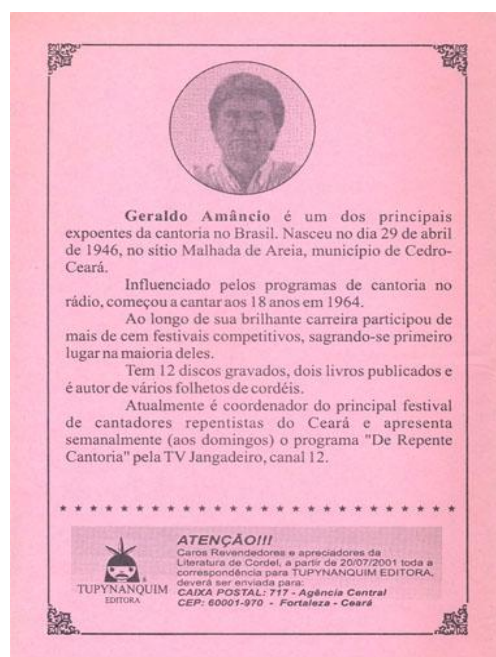 Geraldo Amâncio é um dos principais
expoentes da cantoria no Brasil. Nasceu no dia 29 de abril
de 1946, no sítio Malhada de Areia, município de Cedro-
Ceará.
Influenciado pelos programas de cantoria no
rádio, começou a cantar aos 18 anos em 1964.
Ao longo de sua brilhante carreira participou de
mais de cem festivais competitivos, sagrando-se primeiro
lugar na maioria deles.
Tem 12 discos gravados, dois livros publicados e
é autor de vários folhetos de cordéis.
Atualmente é coordenador do principal festival
de cantadores repentistas do Ceará e apresenta
semanalmente (aos domingos) o programa "De Repente
Cantoria" pela TV Jangadeiro, canal 12.
* * * * * * * * * * * * * * * * * * * * * * * * * *
TUPYNANQUIM
EDITORA
ATENÇÃO!!!
Caros Revendedores e apreciadores da
Literatura de Cordel, a partir de 20/07/2001 toda a
correspondência para TUPYNANQUIM EDITORA,
deverá ser enviada para:
CAIXA POSTAL: 717 - Agência Central
CEP: 60001-970 - Fortaleza - Ceará